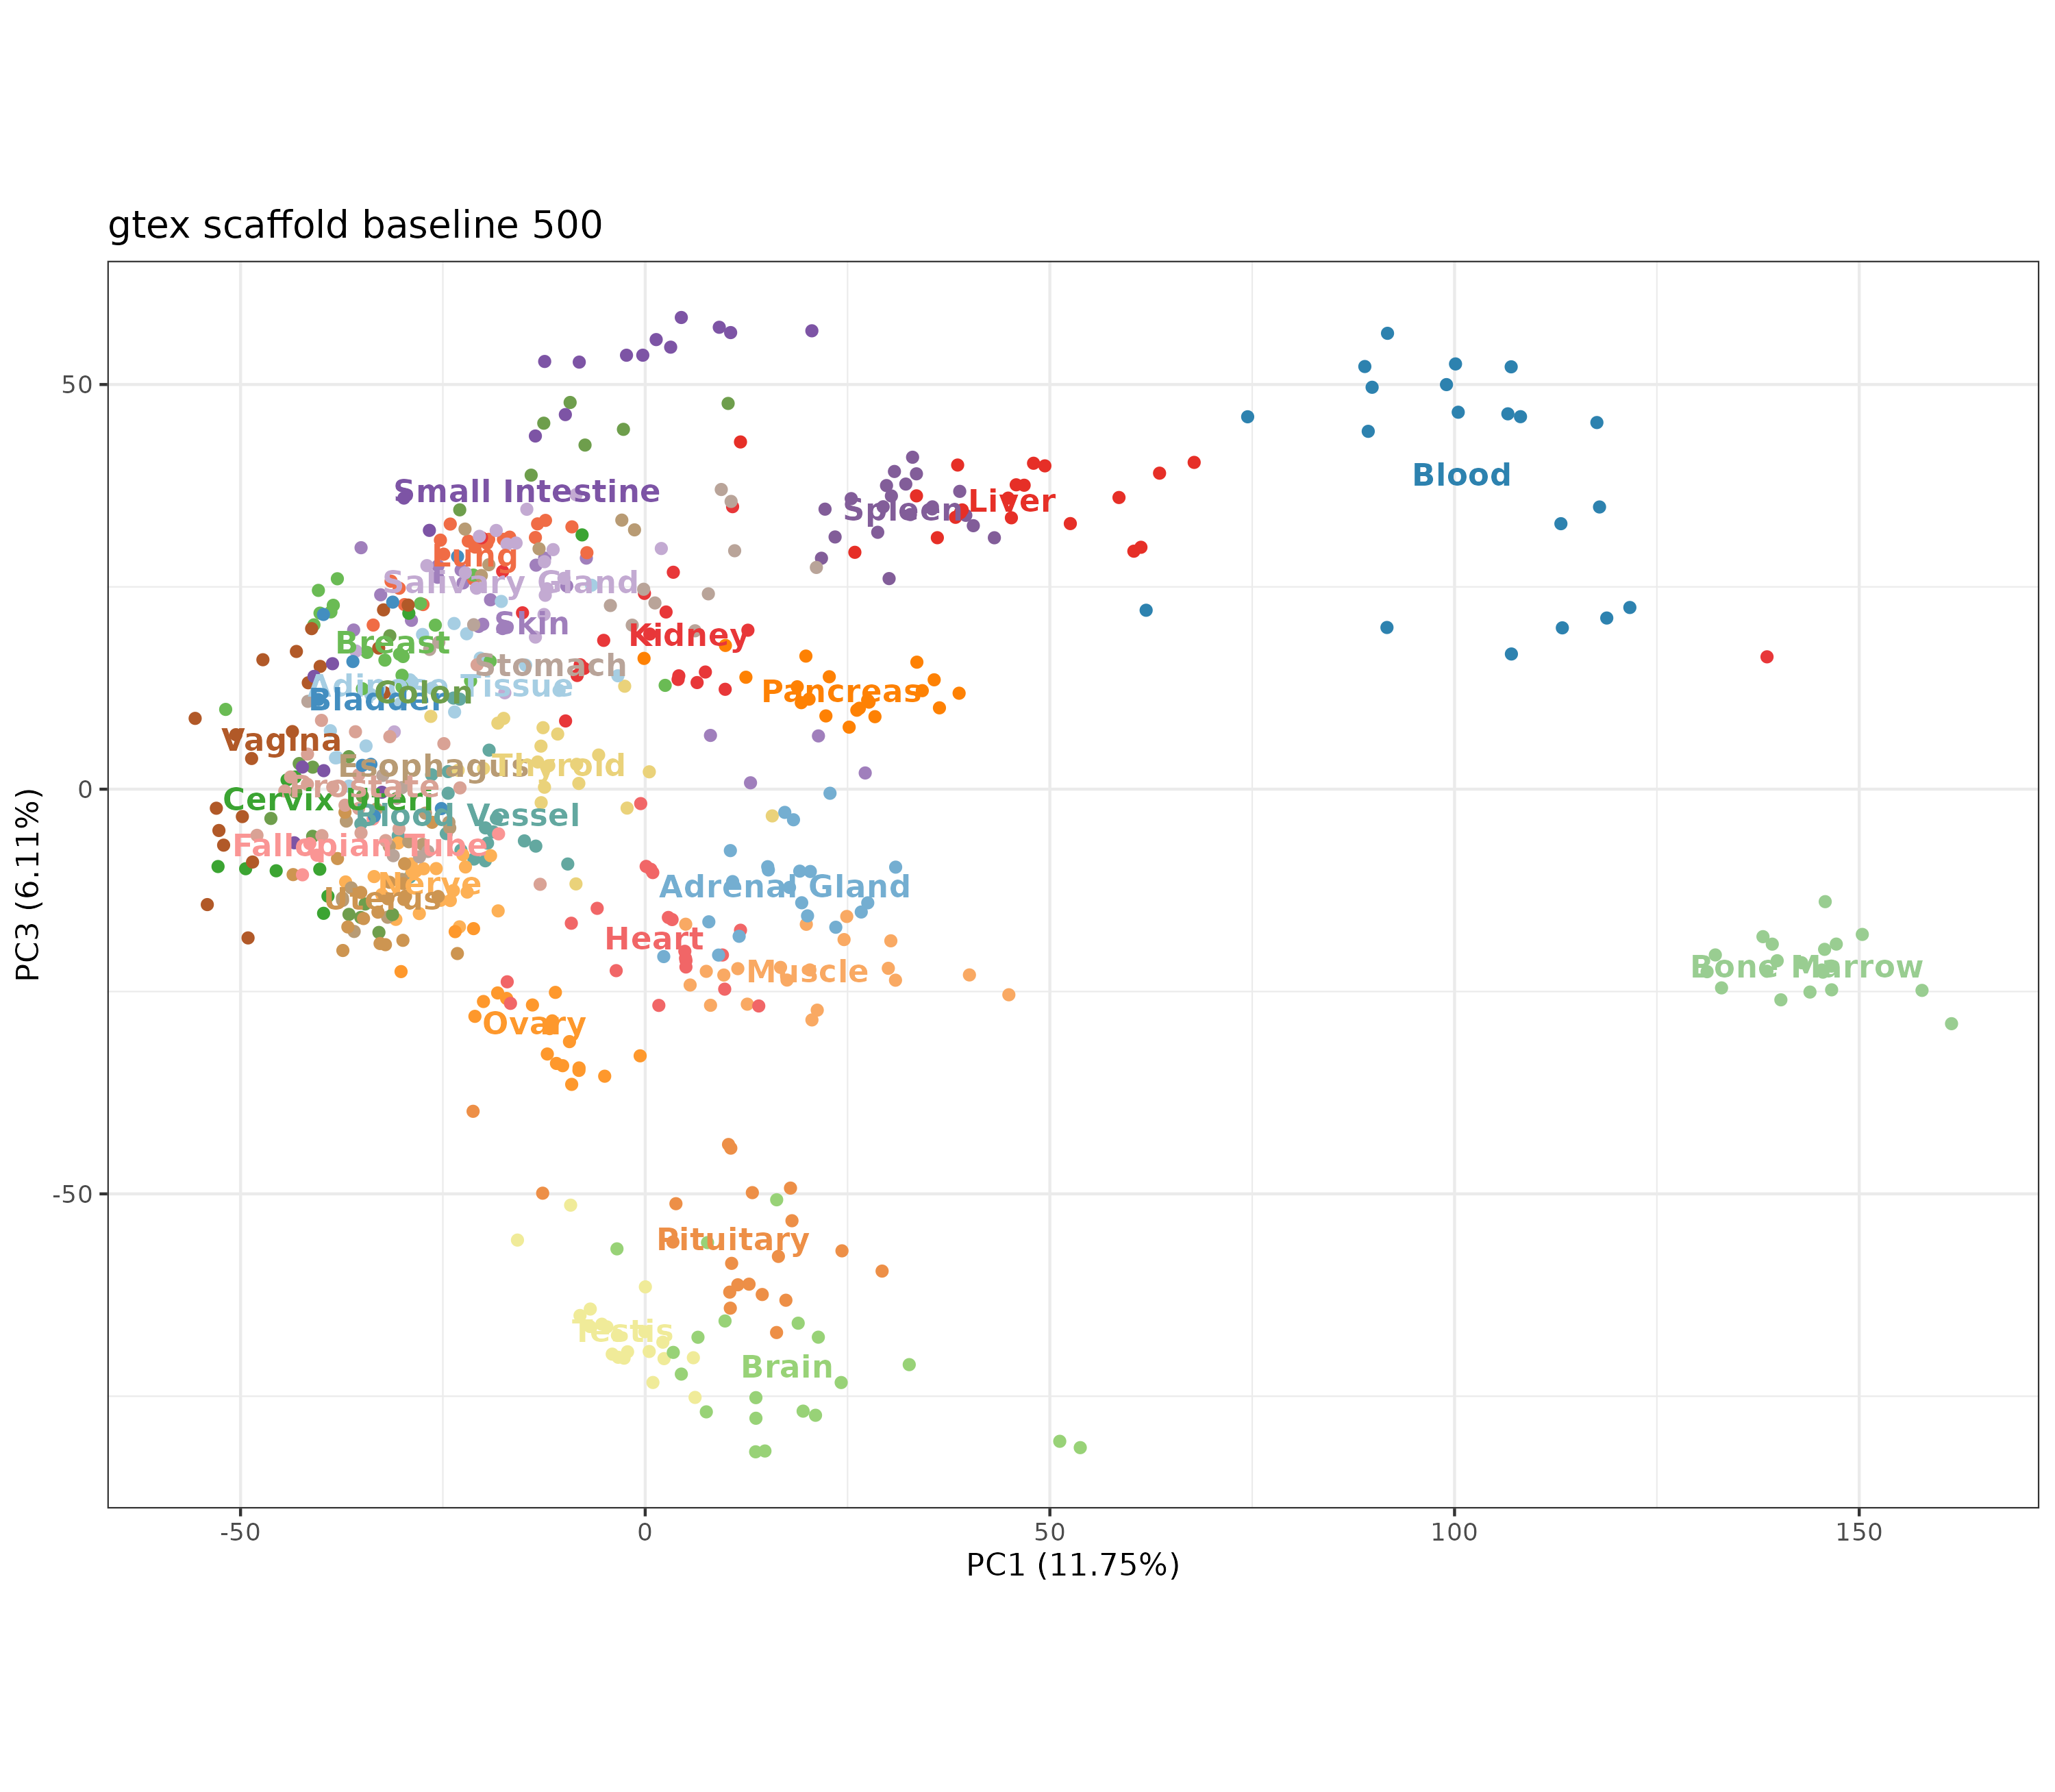 gtex scaffold baseline 500
50
Small Intestine
Blood
Spleen
Liver
Lung
Salivary Gland
Skin
Kidney
Breast
Stomach
Adipose Tissue
Colon
Bladder
Pancreas
Vagina
Esophagus
Thyroid
Prostate
0
Cervix Uteri
Blood Vessel
Fallopian Tube
Nerve
Uterus
Adrenal Gland
Heart
Muscle
Bone Marrow
Ovary
-50
Pituitary
Testis
Brain
PC3 (6.11%)
-50 0 50 100 150
PC1 (11.75%)